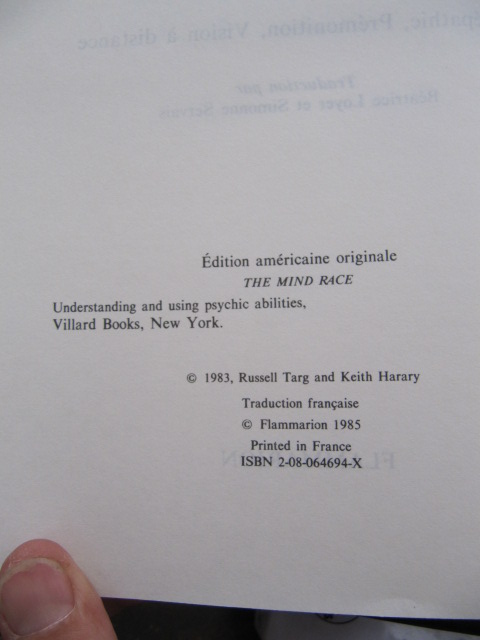 Édition américaine originale
THE MIND RACE
Understanding and using psychic abilities,
Villard Books, New York.
© 1983, Russell Targ and Keith Harary
Traduction française
© Flammarion 1985
Printed in France
ISBN 2-08-064694-X